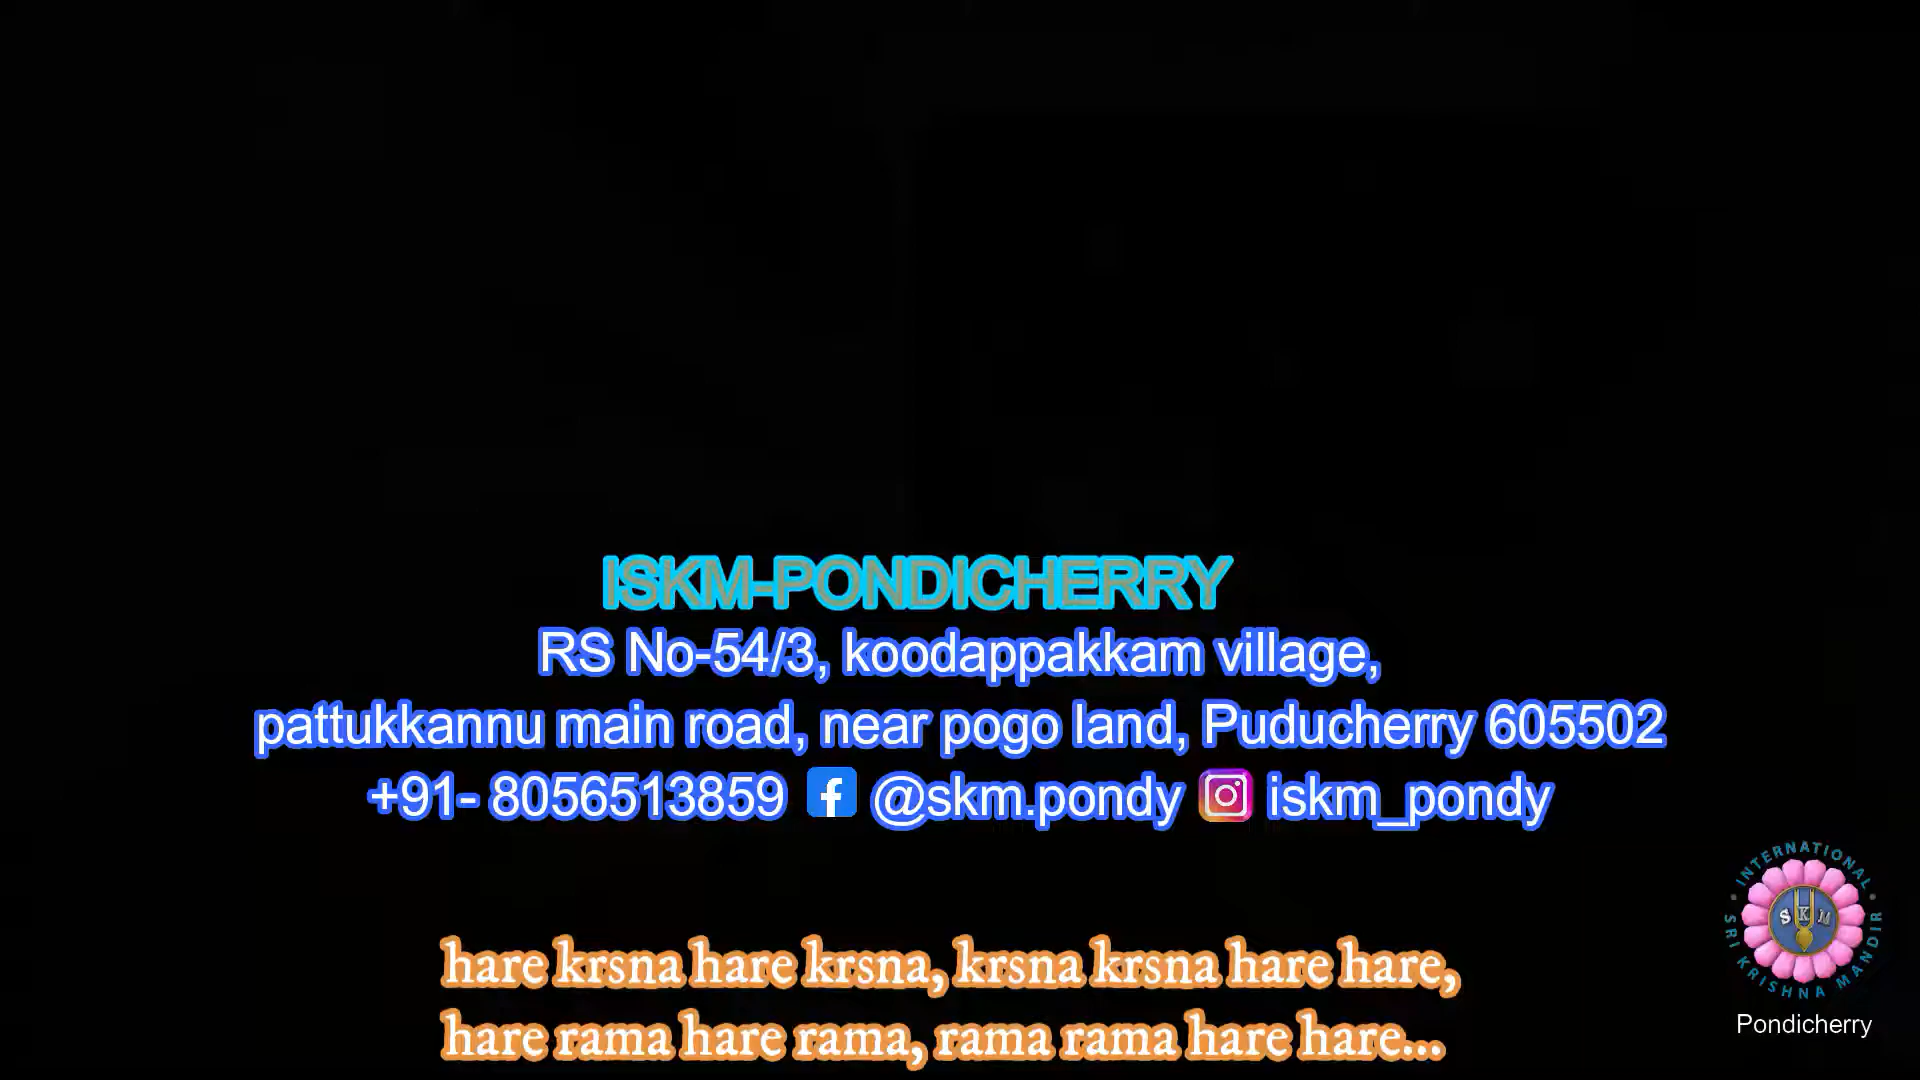 ISKM-PONDICHERRY
RS No-54/3, koodappakkam village,
pattukkannu main road, near pogo land, Puducherry 605502
+91- 8056513859 @skm.pondy iskm_pondy
INTERNATIONAL
SRI KRISHNA MANDIR
SKM
Pondicherry
hare krsna hare krsna, krsna krsna hare hare,
hare rama hare rama, rama rama hare hare...